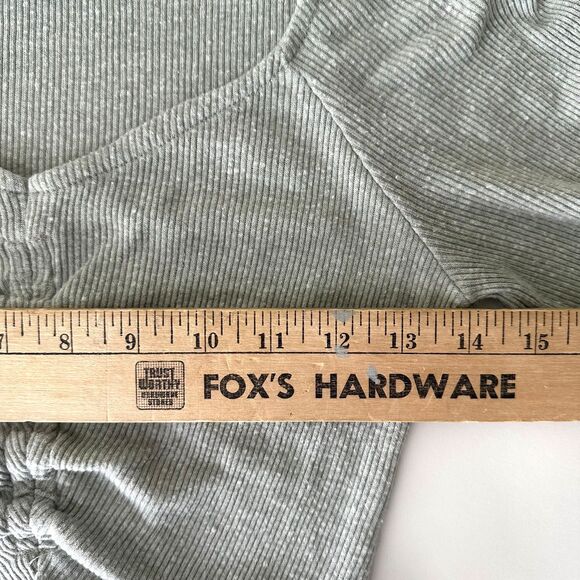 7 8 9 10 11 12 13 14 15
TRUST
WORTHY
HARDWARE
STORES
FOX'S HARDWARE